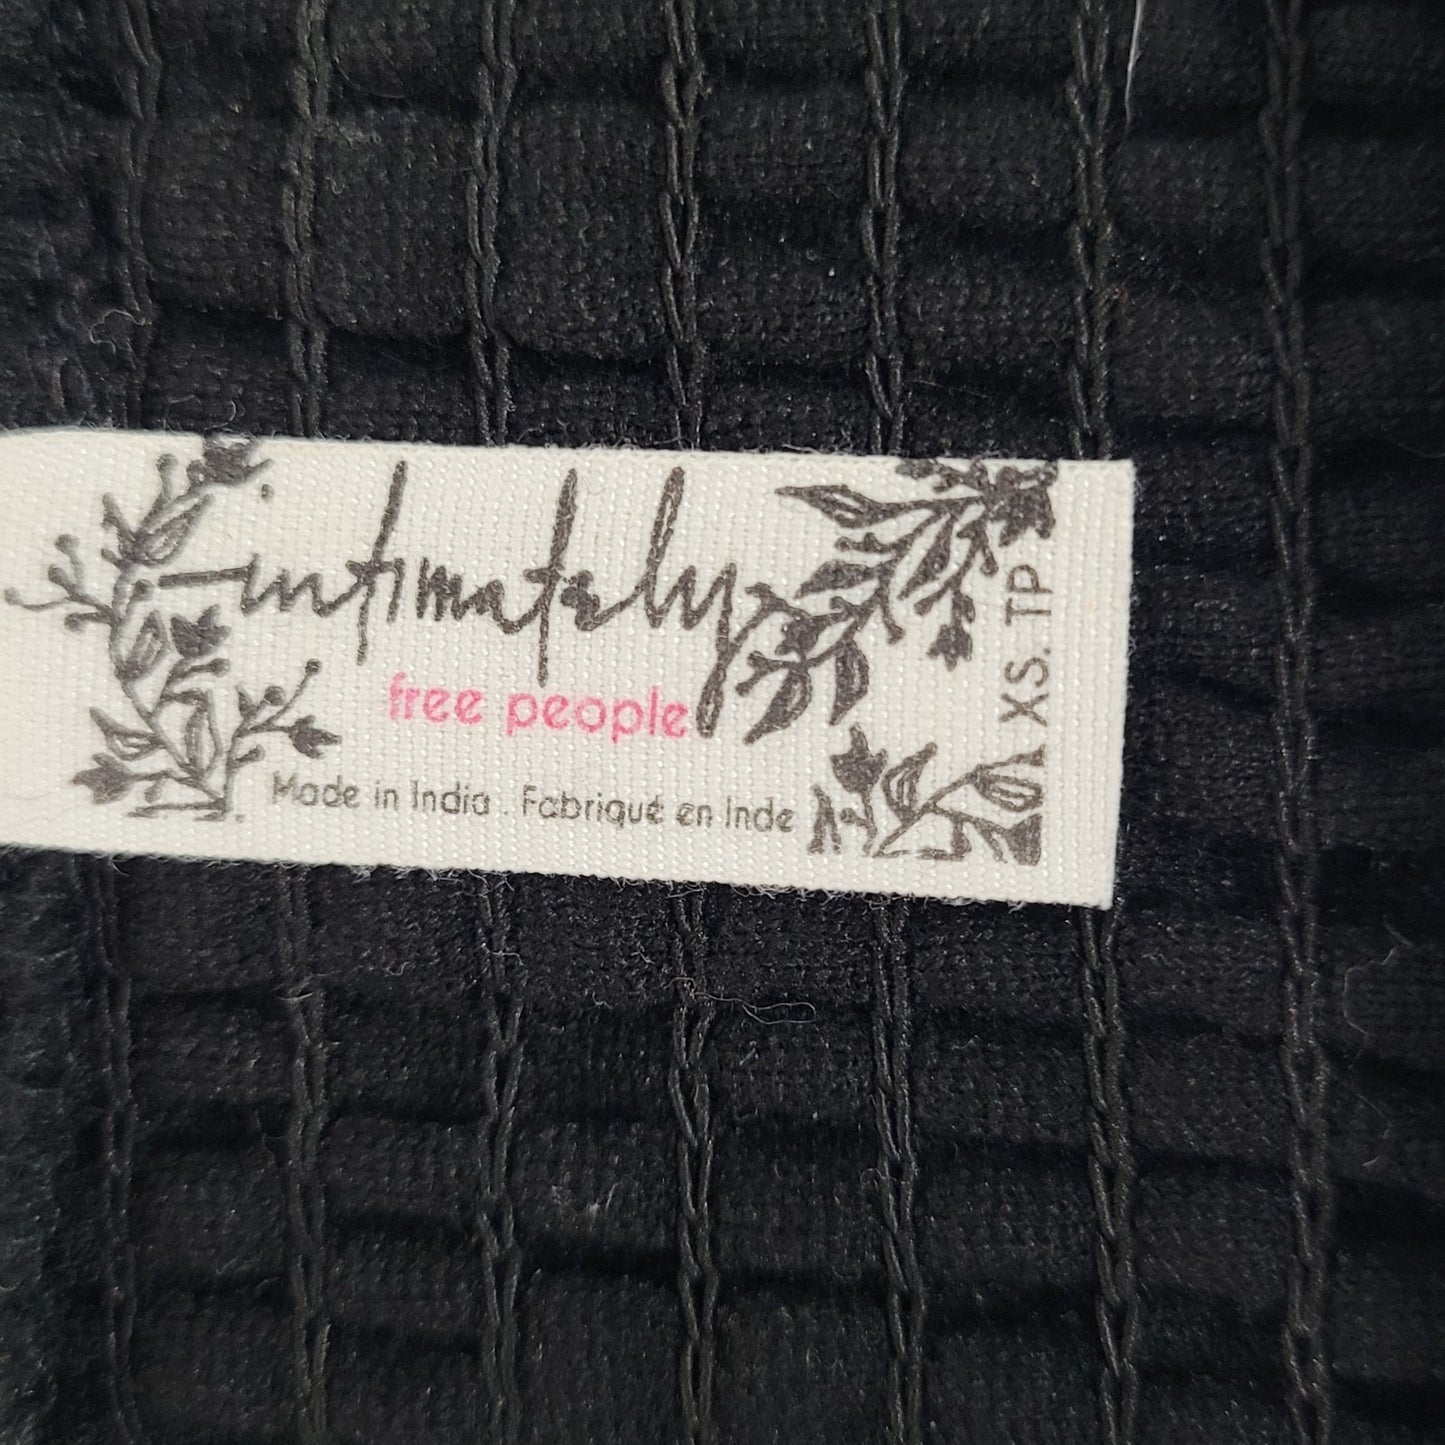 intimately
free people
Made in India . Fabriqué en Inde
XS. TP